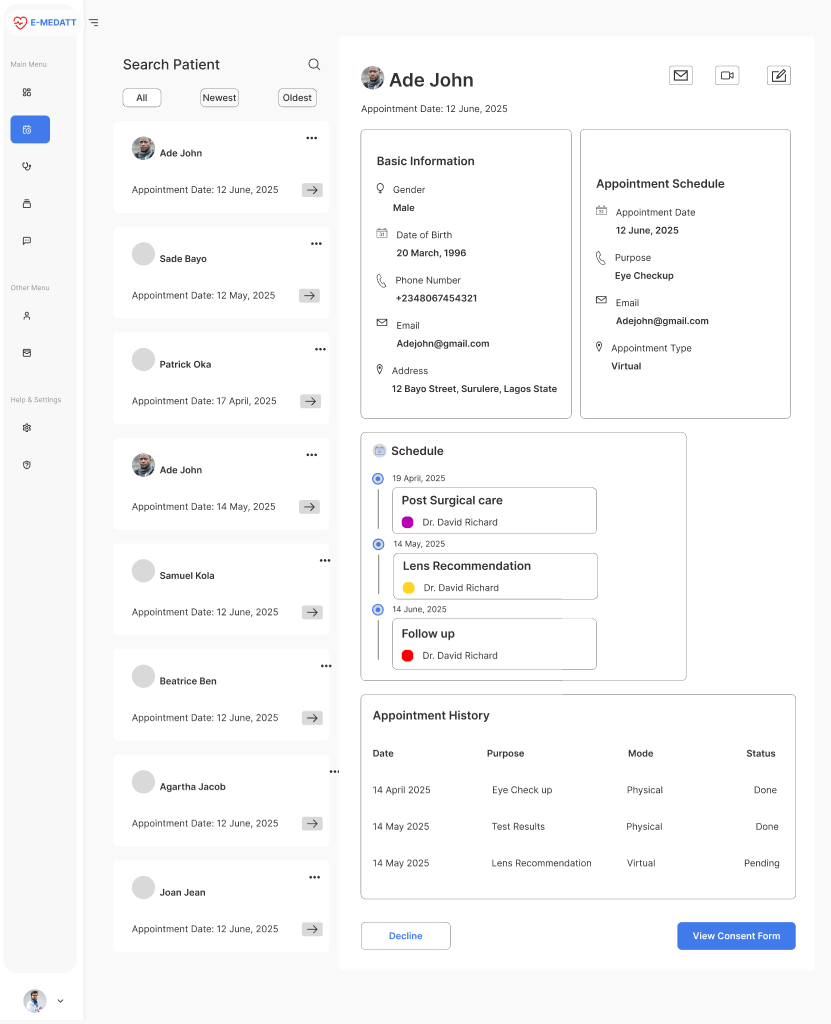 E-MEDATT
Main Menu
Other Menu
Help & Settings
Search Patient
All
Newest
Oldest
Ade John
Appointment Date: 12 June, 2025
Sade Bayo
Appointment Date: 12 May, 2025
Patrick Oka
Appointment Date: 17 April, 2025
Ade John
Appointment Date: 14 May, 2025
Samuel Kola
Appointment Date: 12 June, 2025
Beatrice Ben
Appointment Date: 12 June, 2025
Agartha Jacob
Appointment Date: 12 June, 2025
Joan Jean
Appointment Date: 12 June, 2025
Ade John
Appointment Date: 12 June, 2025
Basic Information
Gender
Male
Date of Birth
20 March, 1996
Phone Number
+2348067454321
Email
Adejohn@gmail.com
Address
12 Bayo Street, Surulere, Lagos State
Appointment Schedule
Appointment Date
12 June, 2025
Purpose
Eye Checkup
Email
Adejohn@gmail.com
Appointment Type
Virtual
Schedule
19 April, 2025
Post Surgical care
Dr. David Richard
14 May, 2025
Lens Recommendation
Dr. David Richard
14 June, 2025
Follow up
Dr. David Richard
Appointment History
Date Purpose Mode Status
14 April 2025 Eye Check up Physical Done
14 May 2025 Test Results Physical Done
14 May 2025 Lens Recommendation Virtual Pending
Decline
View Consent Form